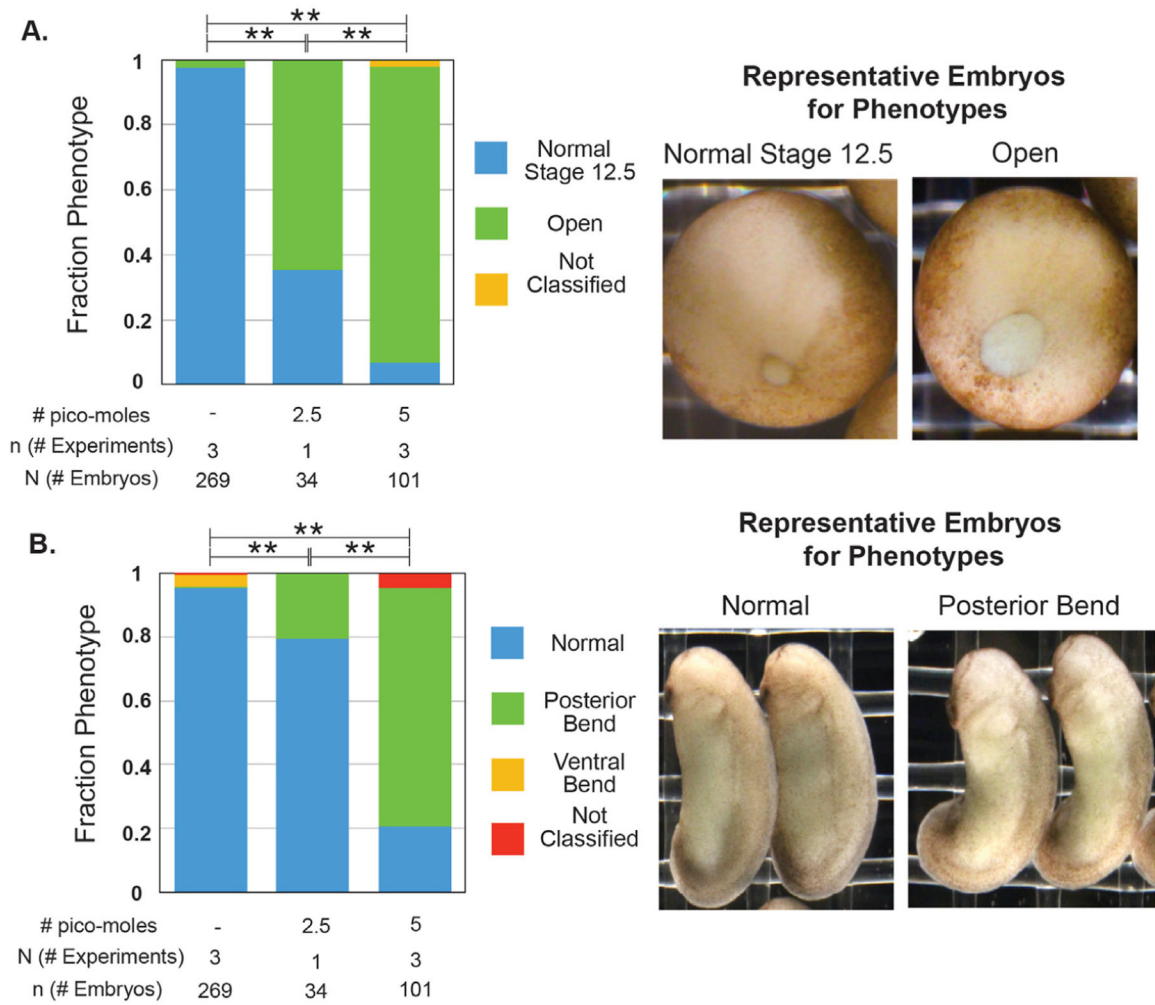 A.
**
** **
Fraction Phenotype
1
0.8
0.6
0.4
0.2
0
Normal
Stage 12.5
Open
Not
Classified
# pico-moles - 2.5 5
n (# Experiments) 3 1 3
N (# Embryos) 269 34 101
Representative Embryos
for Phenotypes
Normal Stage 12.5 Open
B.
**
** **
Fraction Phenotype
1
0.8
0.6
0.4
0.2
0
Normal
Posterior
Bend
Ventral
Bend
Not
Classified
# pico-moles - 2.5 5
N (# Experiments) 3 1 3
n (# Embryos) 269 34 101
Representative Embryos
for Phenotypes
Normal Posterior Bend